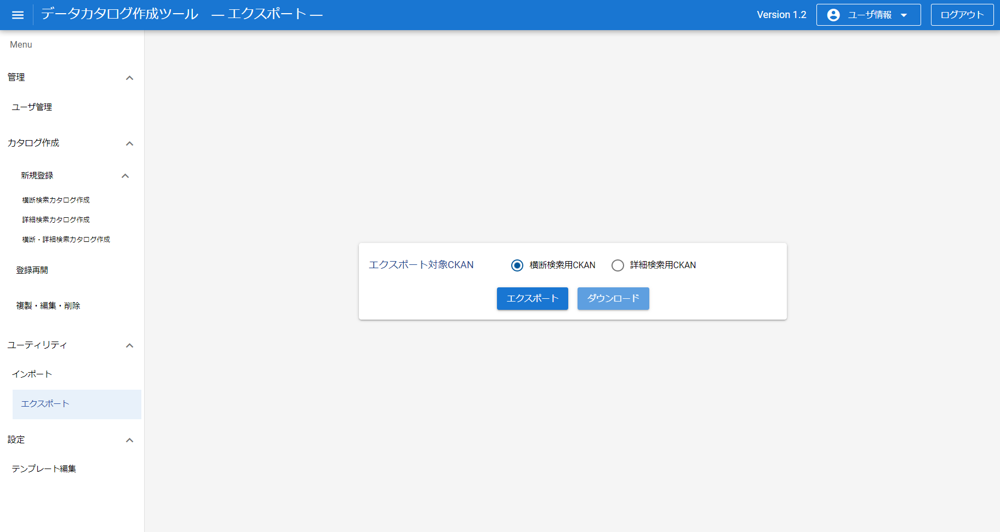 データカタログ作成ツール　― エクスポート ―
Version 1.2
ユーザ情報
ログアウト
Menu
管理
ユーザ管理
カタログ作成
新規登録
横断検索カタログ作成
詳細検索カタログ作成
横断・詳細検索カタログ作成
登録再開
複製・編集・削除
ユーティリティ
インポート
エクスポート
設定
テンプレート編集
エクスポート対象CKAN
横断検索用CKAN
詳細検索用CKAN
エクスポート
ダウンロード